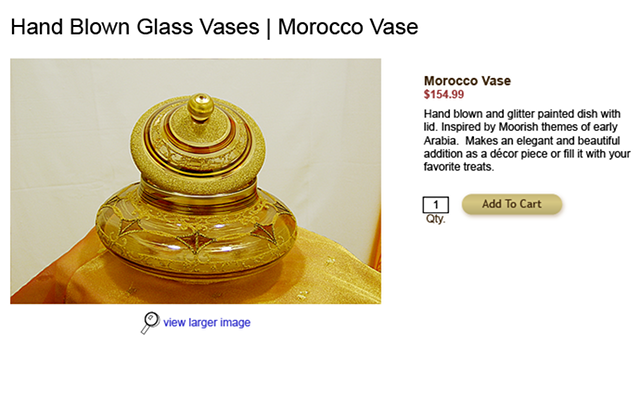 Hand Blown Glass Vases | Morocco Vase
Morocco Vase
$154.99
Hand blown and glitter painted dish with
lid. Inspired by Moorish themes of early
Arabia.  Makes an elegant and beautiful
addition as a décor piece or fill it with your
favorite treats.
1 Add To Cart
Qty.
view larger image